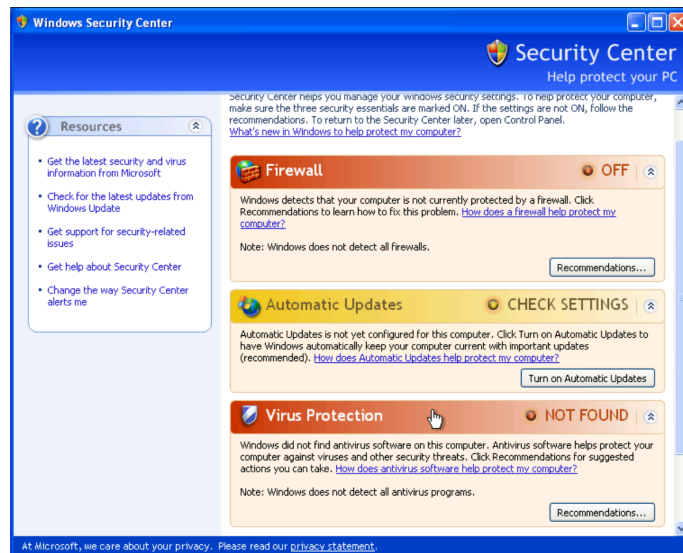 Windows Security Center
Security Center
Help protect your PC
Resources
Get the latest security and virus
information from Microsoft
Check for the latest updates from
Windows Update
Get support for security-related
issues
Get help about Security Center
Change the way Security Center
alerts me
Security Center helps you manage your Windows security settings. To help protect your computer,
make sure the three security essentials are marked ON. If the settings are not ON, follow the
recommendations. To return to the Security Center later, open Control Panel.
What's new in Windows to help protect my computer?
Firewall OFF
Windows detects that your computer is not currently protected by a firewall. Click
Recommendations to learn how to fix this problem. How does a firewall help protect my
computer?
Note: Windows does not detect all firewalls.
Recommendations...
Automatic Updates CHECK SETTINGS
Automatic Updates is not yet configured for this computer. Click Turn on Automatic Updates to
have Windows automatically keep your computer current with important updates
(recommended). How does Automatic Updates help protect my computer?
Turn on Automatic Updates
Virus Protection NOT FOUND
Windows did not find antivirus software on this computer. Antivirus software helps protect your
computer against viruses and other security threats. Click Recommendations for suggested
actions you can take. How does antivirus software help protect my computer?
Note: Windows does not detect all antivirus programs.
Recommendations...
At Microsoft, we care about your privacy. Please read our privacy statement.